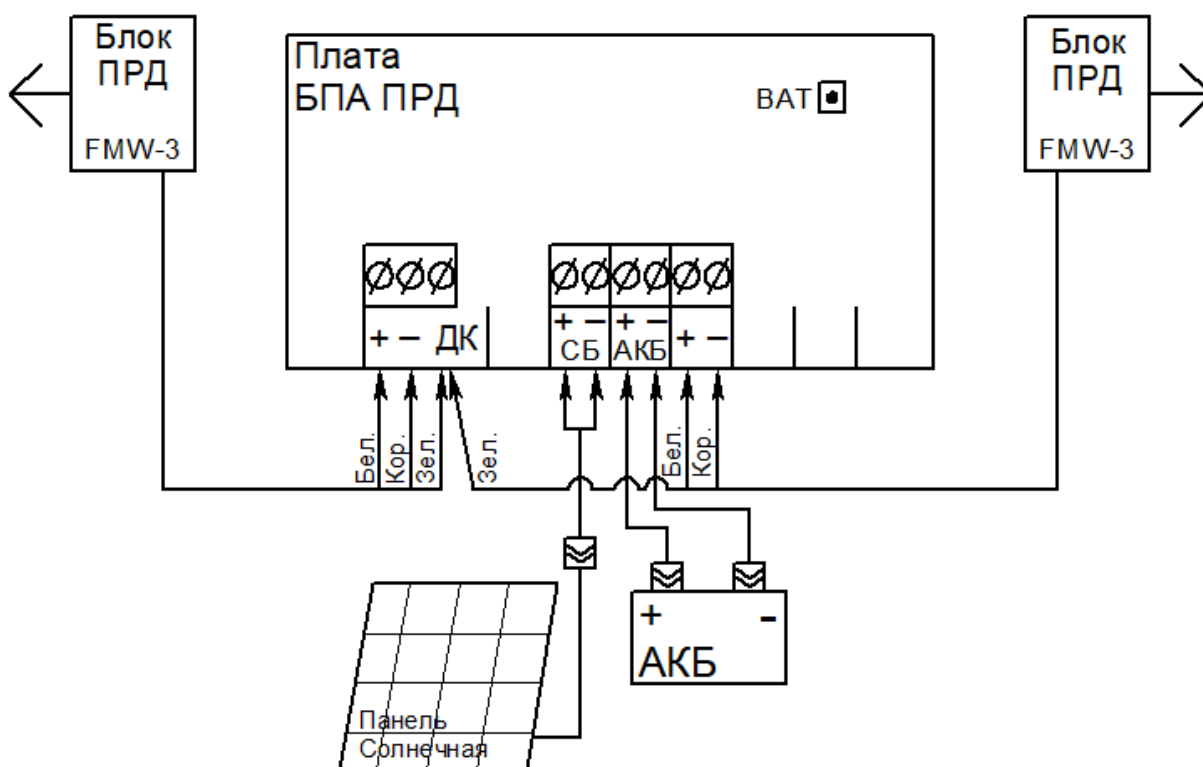 Блок
ПРД
FMW-3
Плата
БПА ПРД
BAT
Блок
ПРД
FMW-3
+ − ДК
+ − + −
СБ АКБ + −
Бел.
Кор.
Зел.
Зел.
Бел.
Кор.
+ -
АКБ
Панель
Солнечная